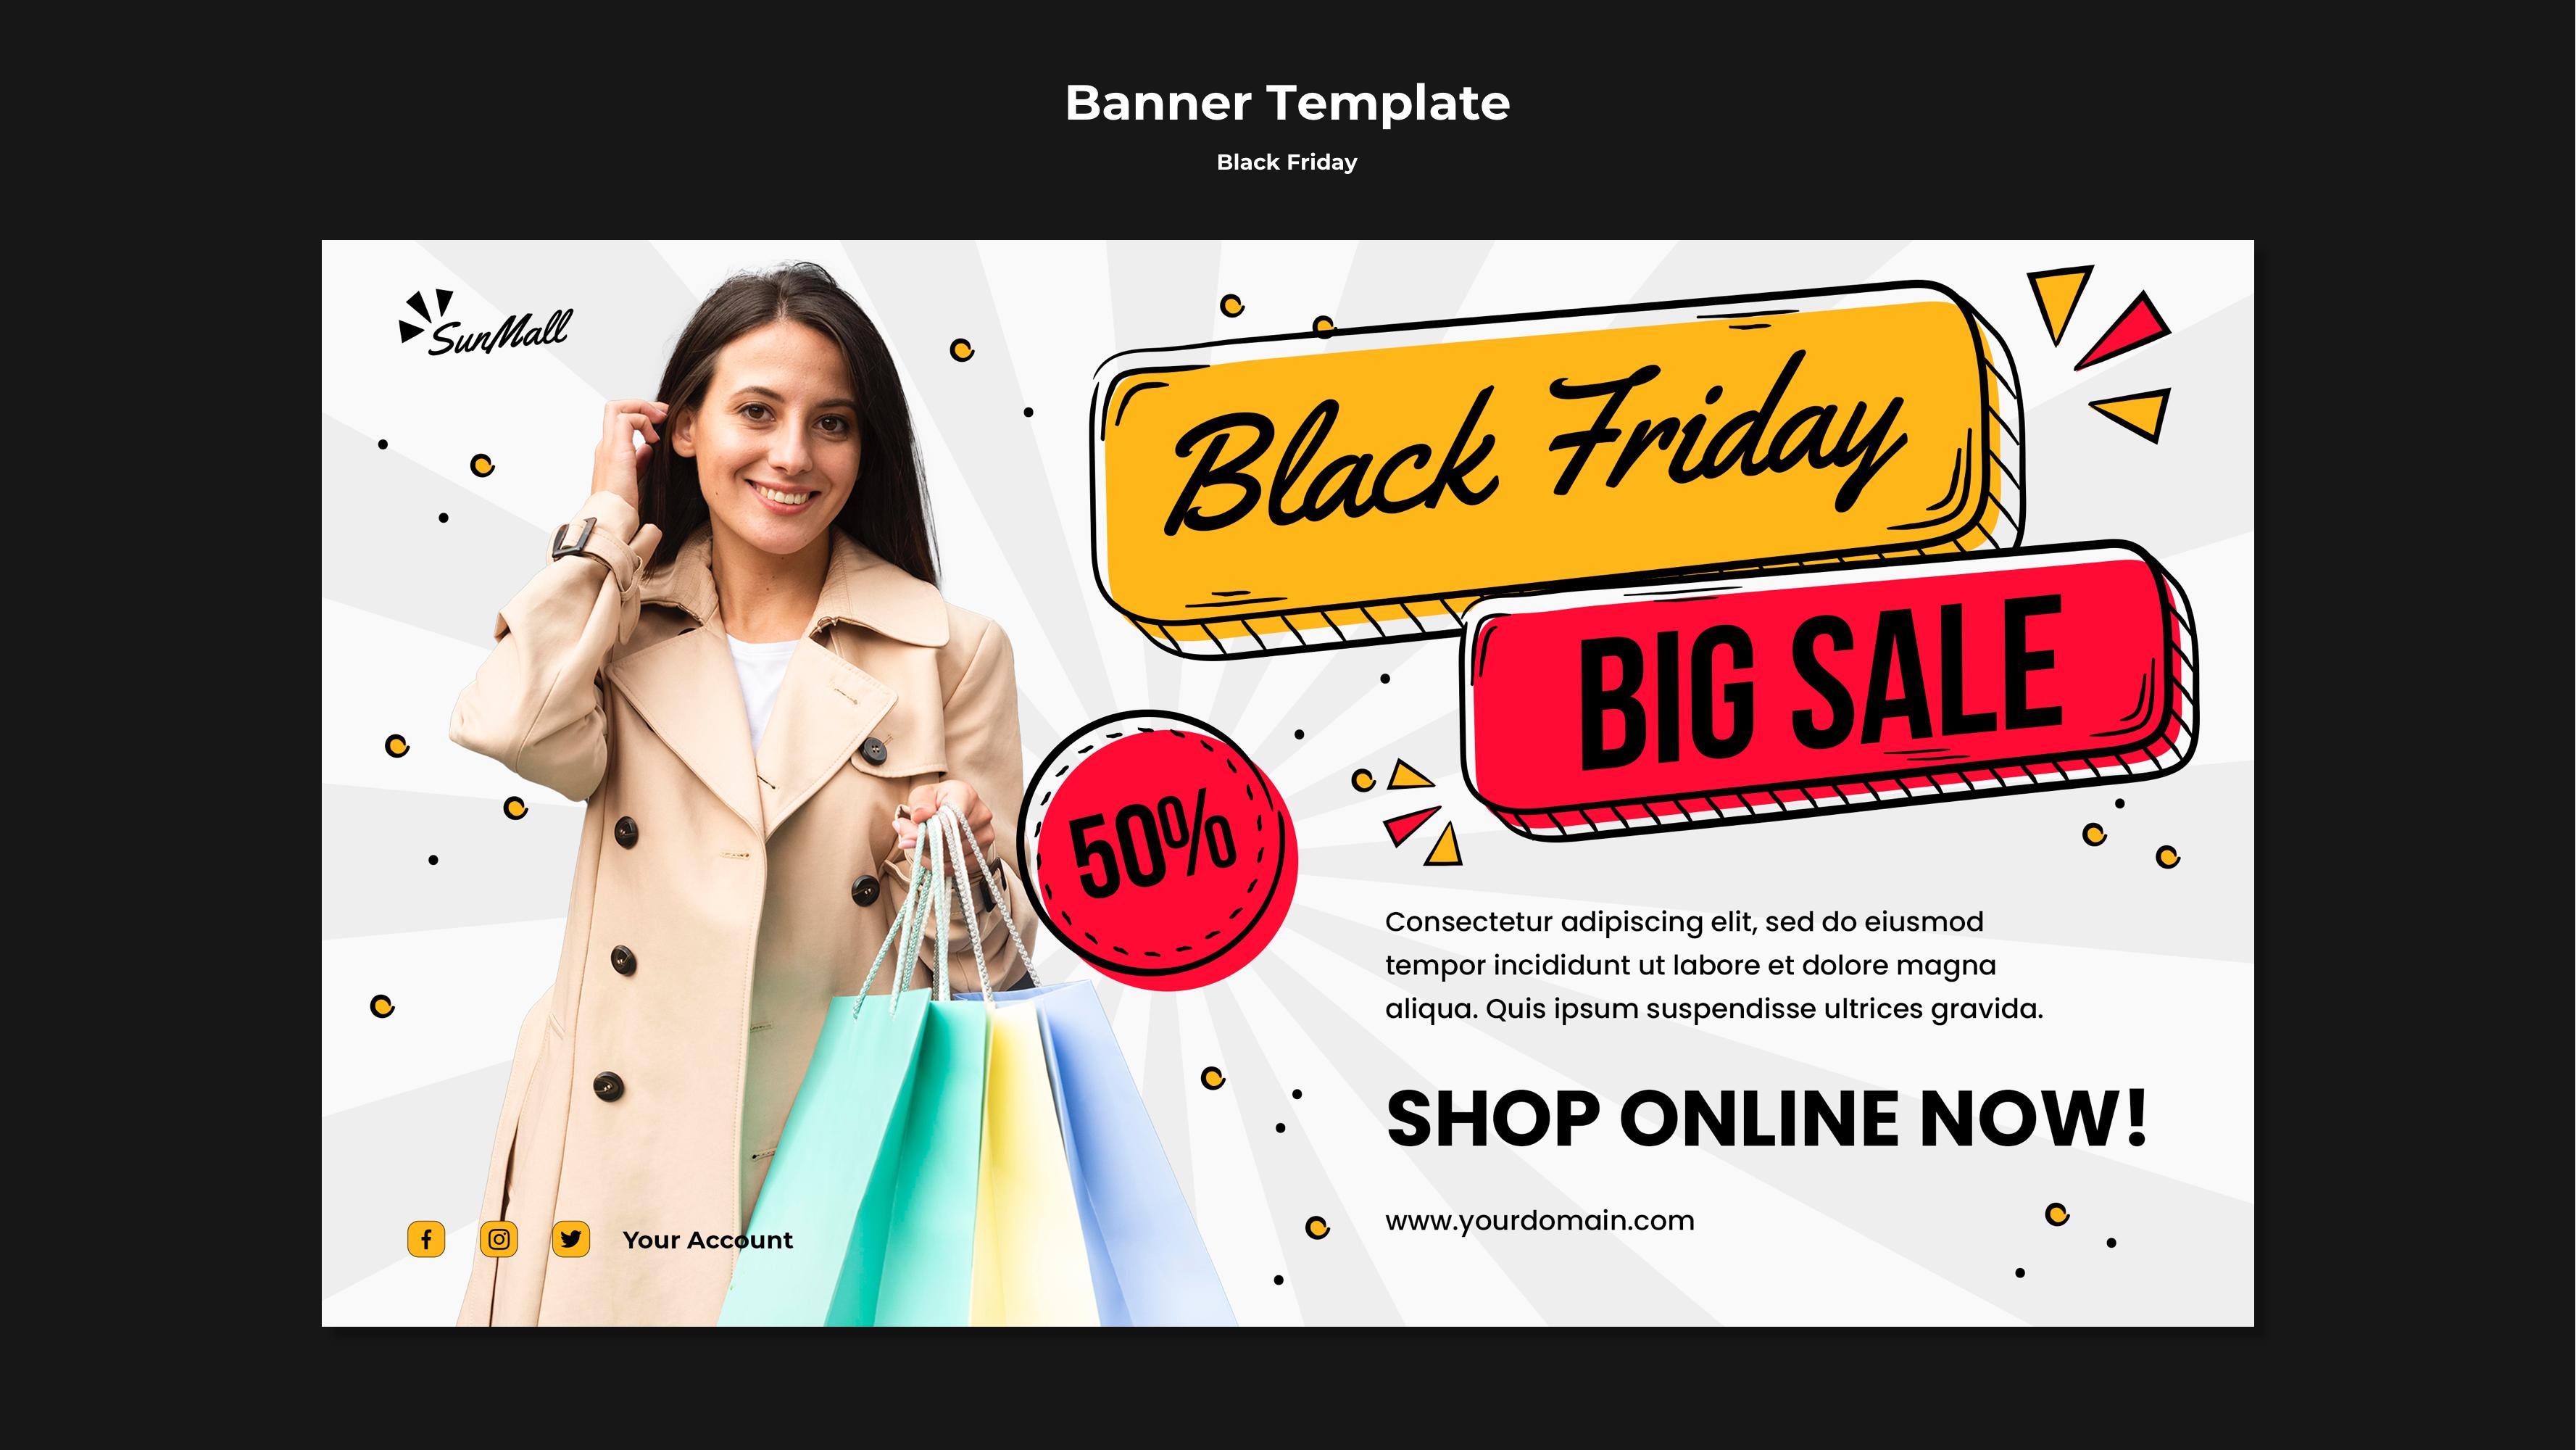 Banner Template
Black Friday
SunMall
Black Friday
BIG SALE
50%
Consectetur adipiscing elit, sed do eiusmod
tempor incididunt ut labore et dolore magna
aliqua. Quis ipsum suspendisse ultrices gravida.
SHOP ONLINE NOW!
www.yourdomain.com
Your Account